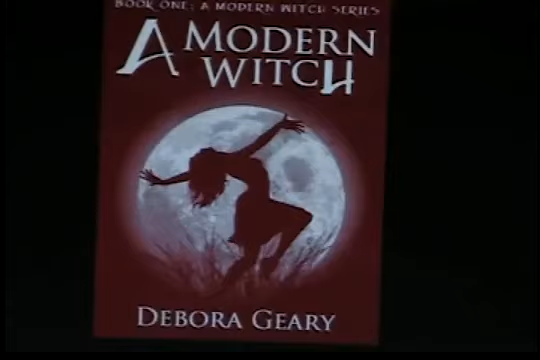 BOOK ONE: A MODERN WITCH SERIES
A MODERN
WITCH
DEBORA GEARY